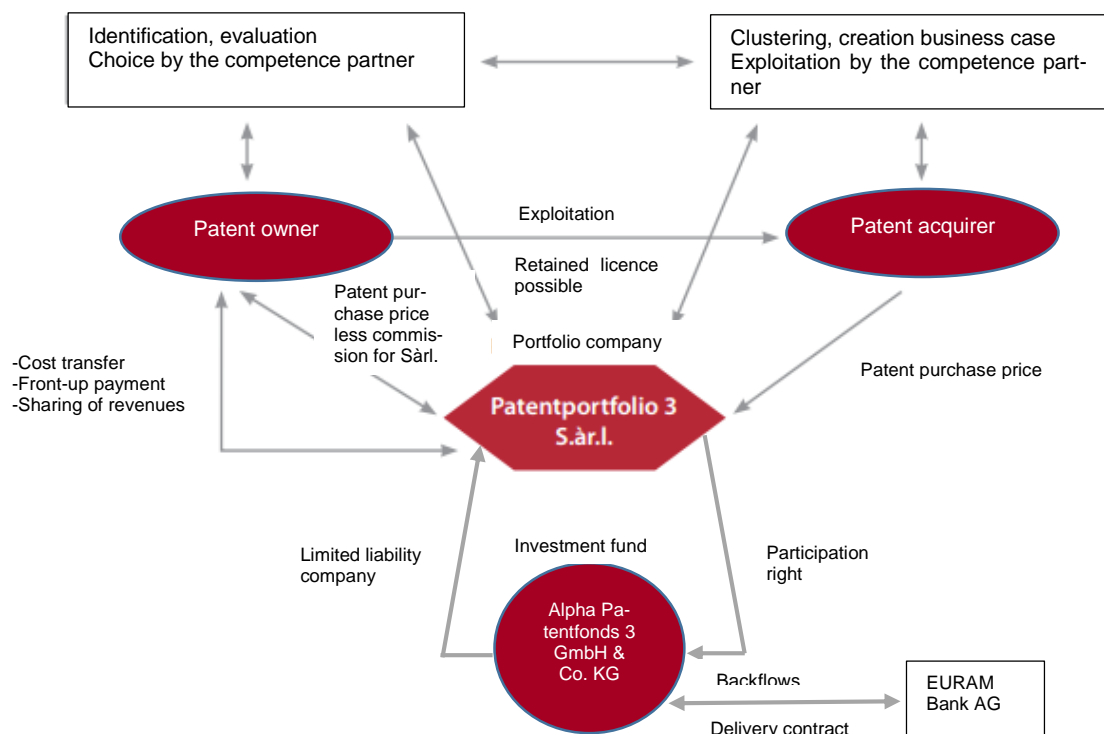 Identification, evaluation
Choice by the competence partner
Clustering, creation business case
Exploitation by the competence part-
ner
Patent owner
Exploitation
Patent acquirer
Retained licence
possible
Patent pur-
chase price
less commis-
sion for Sàrl.
Portfolio company
-Cost transfer
-Front-up payment
-Sharing of revenues
Patent purchase price
Patentportfolio 3
S.àr.l.
Limited liability
company
Investment fund
Participation
right
Alpha Pa-
tentfonds 3
GmbH &
Co. KG
Backflows
EURAM
Bank AG
Delivery contract